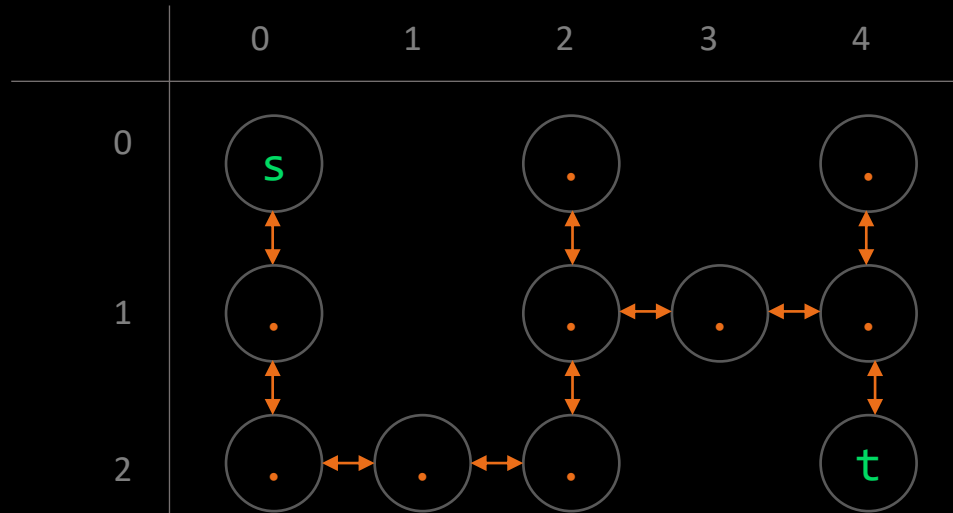 0 1 2 3 4
0 s . .
1 . . . .
2 . . . t